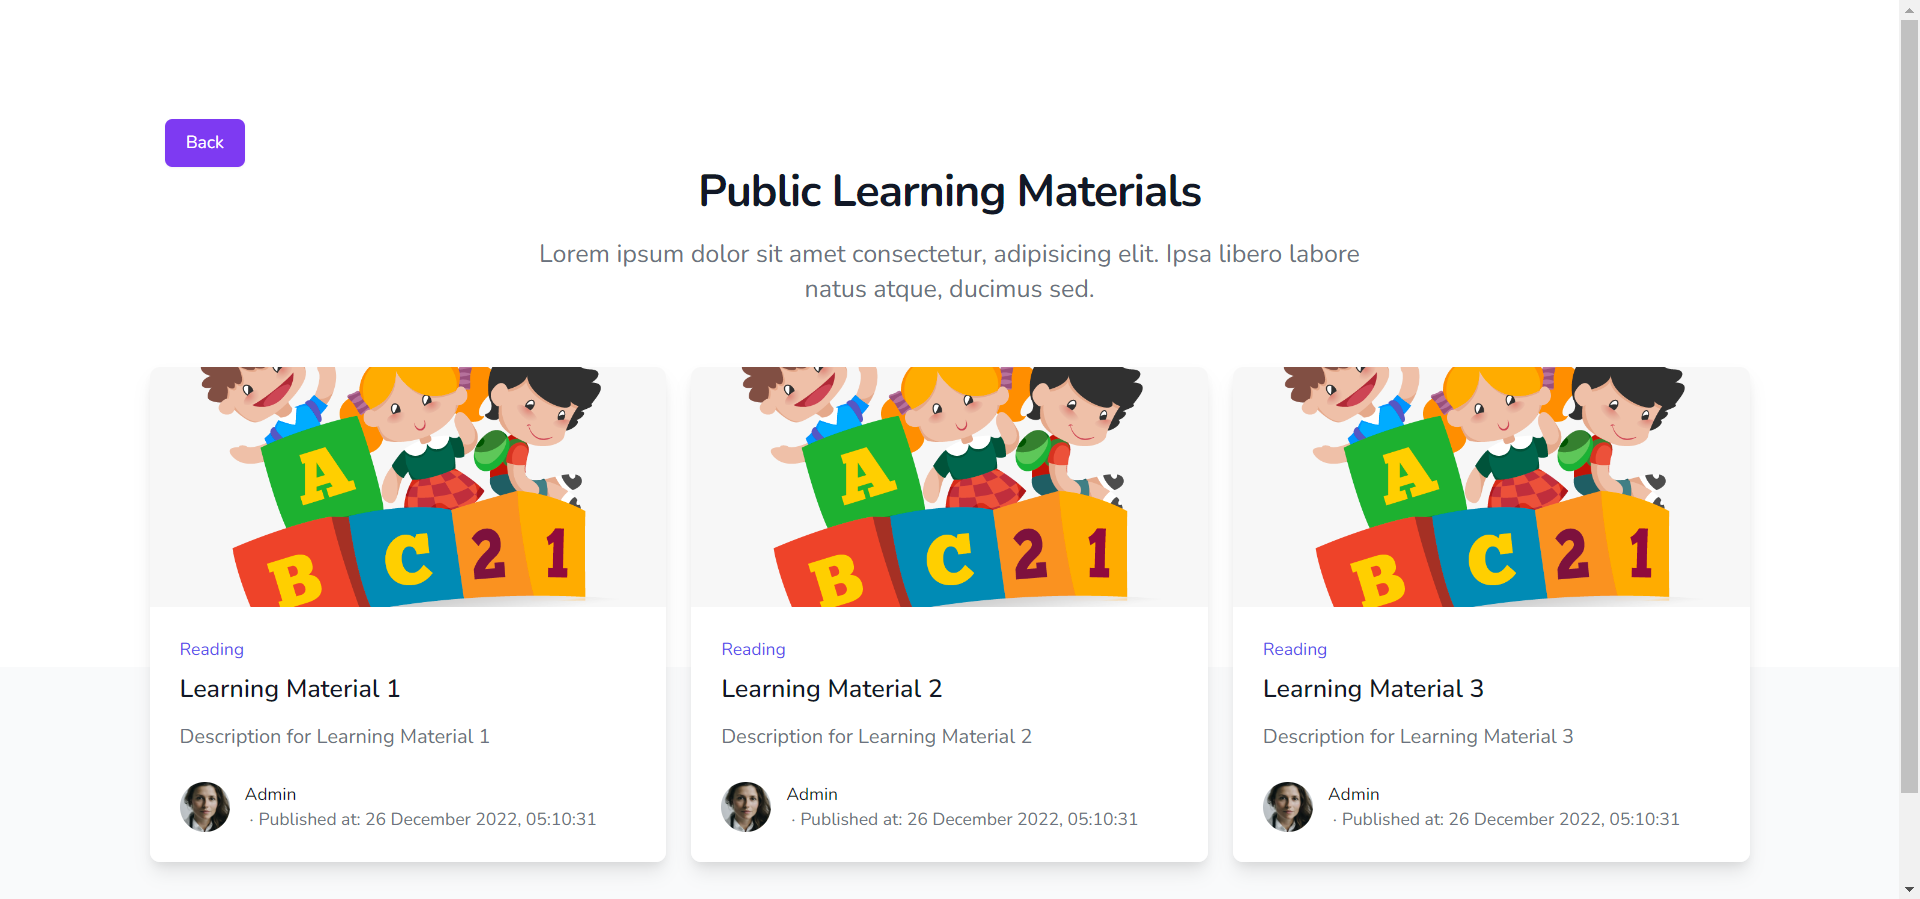 Back
Public Learning Materials
Lorem ipsum dolor sit amet consectetur, adipisicing elit. Ipsa libero labore
natus atque, ducimus sed.
A
B C 2 1
Reading
Learning Material 1
Description for Learning Material 1
Admin
· Published at: 26 December 2022, 05:10:31
A
B C 2 1
Reading
Learning Material 2
Description for Learning Material 2
Admin
· Published at: 26 December 2022, 05:10:31
A
B C 2 1
Reading
Learning Material 3
Description for Learning Material 3
Admin
· Published at: 26 December 2022, 05:10:31